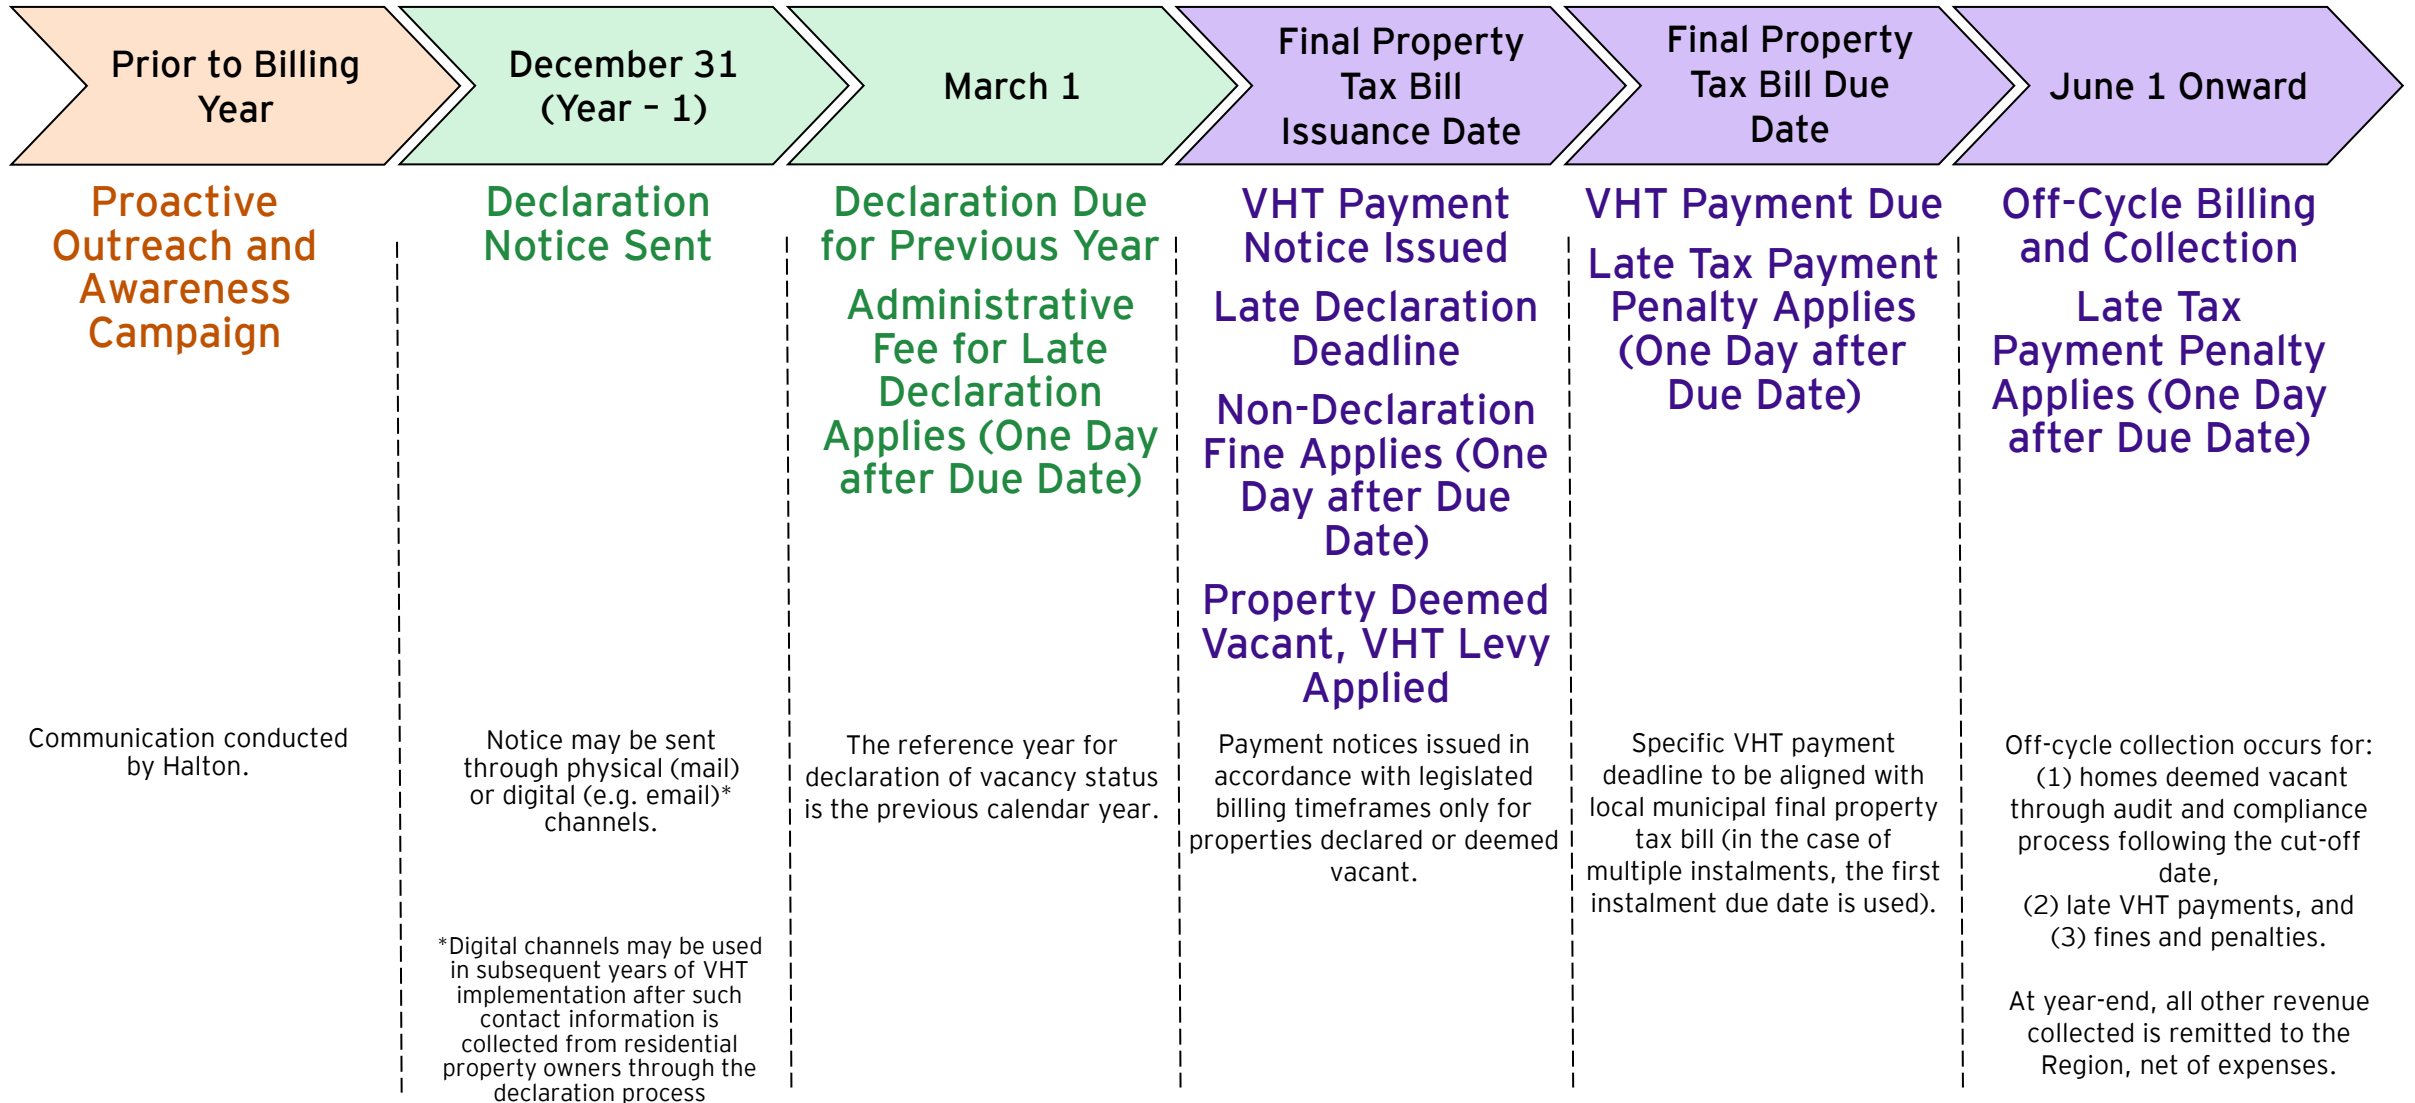 Prior to Billing
Year
December 31
(Year – 1)
March 1
Final Property
Tax Bill
Issuance Date
Final Property
Tax Bill Due
Date
June 1 Onward
Proactive
Outreach and
Awareness
Campaign
Communication conducted
by Halton.
Declaration
Notice Sent
Notice may be sent
through physical (mail)
or digital (e.g. email)*
channels.
*Digital channels may be used
in subsequent years of VHT
implementation after such
contact information is
collected from residential
property owners through the
declaration process
Declaration Due
for Previous Year
Administrative
Fee for Late
Declaration
Applies (One Day
after Due Date)
The reference year for
declaration of vacancy status
is the previous calendar year.
VHT Payment
Notice Issued
Late Declaration
Deadline
Non-Declaration
Fine Applies (One
Day after Due
Date)
Property Deemed
Vacant, VHT Levy
Applied
Payment notices issued in
accordance with legislated
billing timeframes only for
properties declared or deemed
vacant.
VHT Payment Due
Late Tax Payment
Penalty Applies
(One Day after
Due Date)
Specific VHT payment
deadline to be aligned with
local municipal final property
tax bill (in the case of
multiple instalments, the first
instalment due date is used).
Off-Cycle Billing
and Collection
Late Tax
Payment Penalty
Applies (One Day
after Due Date)
Off-cycle collection occurs for:
(1) homes deemed vacant
through audit and compliance
process following the cut-off
date,
(2) late VHT payments, and
(3) fines and penalties.
At year-end, all other revenue
collected is remitted to the
Region, net of expenses.